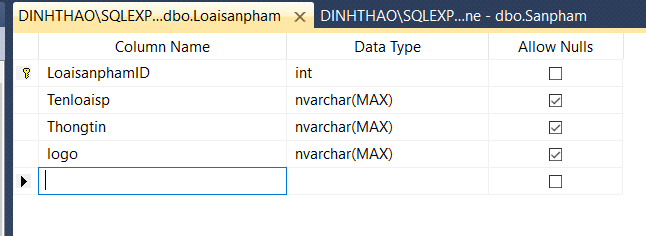 DINHTHAO\SQLEXP...dbo.Loaisanpham DINHTHAO\SQLEXP...ne - dbo.Sanpham
Column Name Data Type Allow Nulls
LoaisanphamID int
Tenloaisp nvarchar(MAX)
Thongtin nvarchar(MAX)
logo nvarchar(MAX)